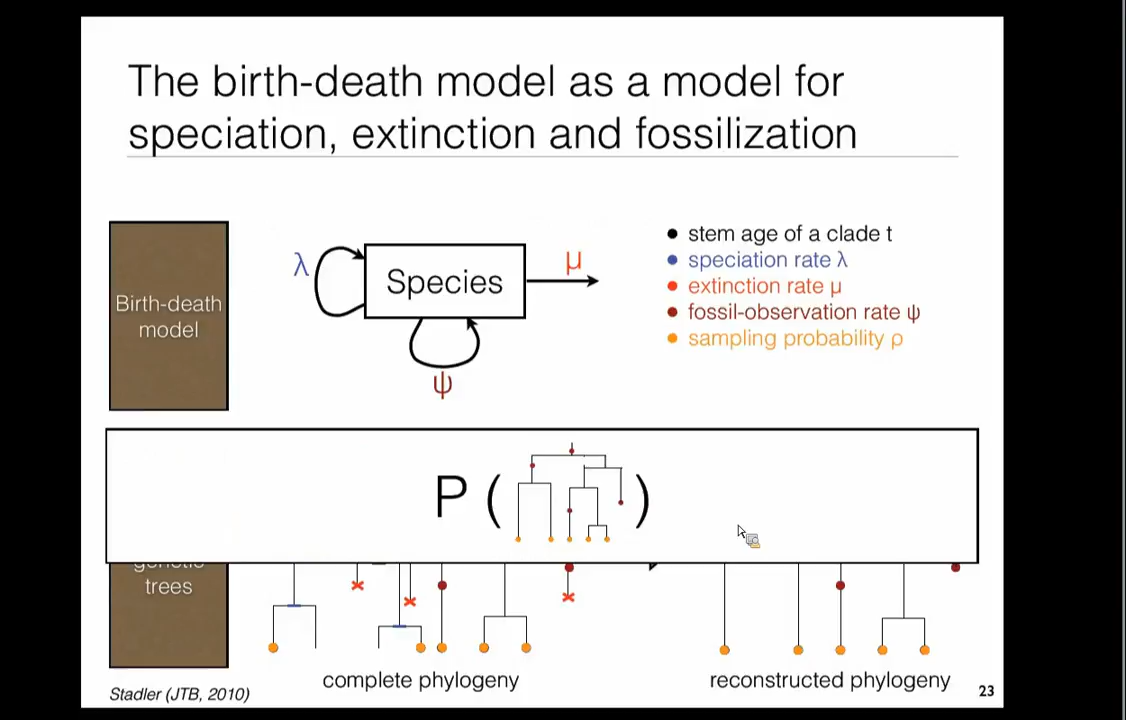 The birth-death model as a model for
speciation, extinction and fossilization
Birth-death
model
λ
Species
μ
ψ
• stem age of a clade t
• speciation rate λ
• extinction rate μ
• fossil-observation rate ψ
• sampling probability ρ
P ( )
genetic
trees
complete phylogeny
reconstructed phylogeny
Stadler (JTB, 2010)
23